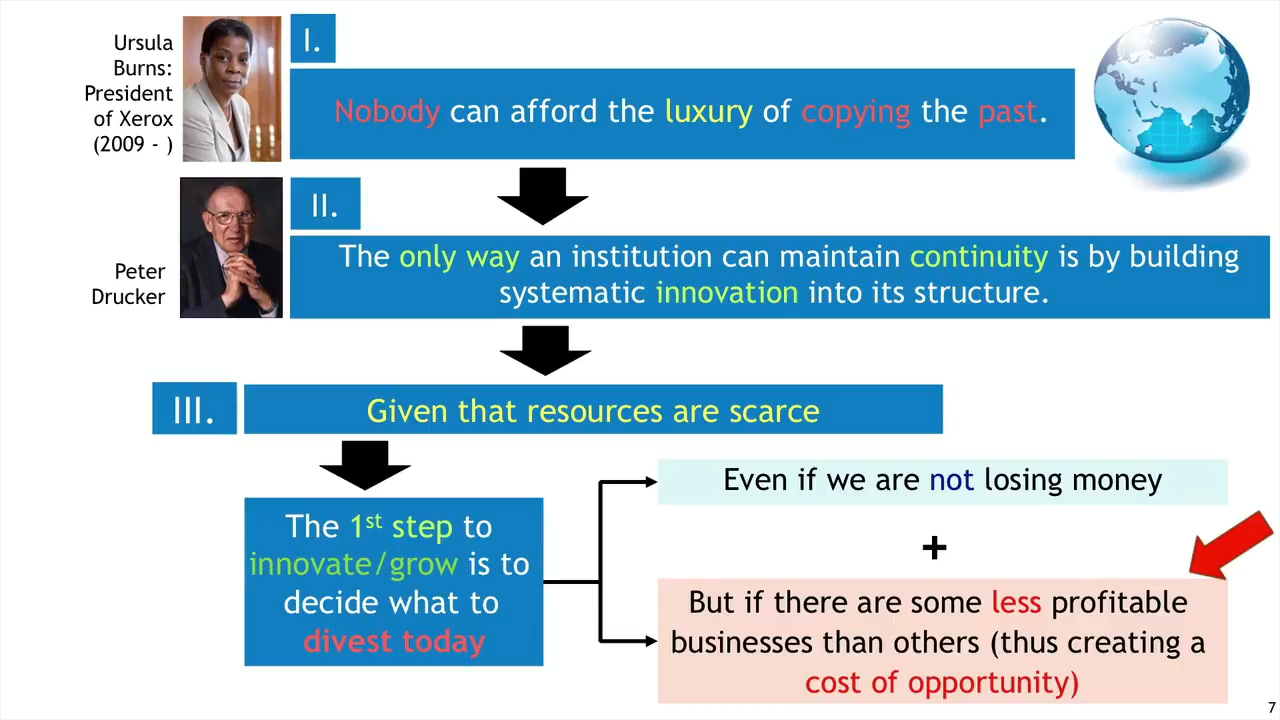 Ursula
Burns:
President
of Xerox
(2009 - )
I.
Nobody can afford the luxury of copying the past.
II.
Peter
Drucker
The only way an institution can maintain continuity is by building
systematic innovation into its structure.
III.
Given that resources are scarce
The 1st step to
innovate/grow is to
decide what to
divest today
Even if we are not losing money
+
But if there are some less profitable
businesses than others (thus creating a
cost of opportunity)
7